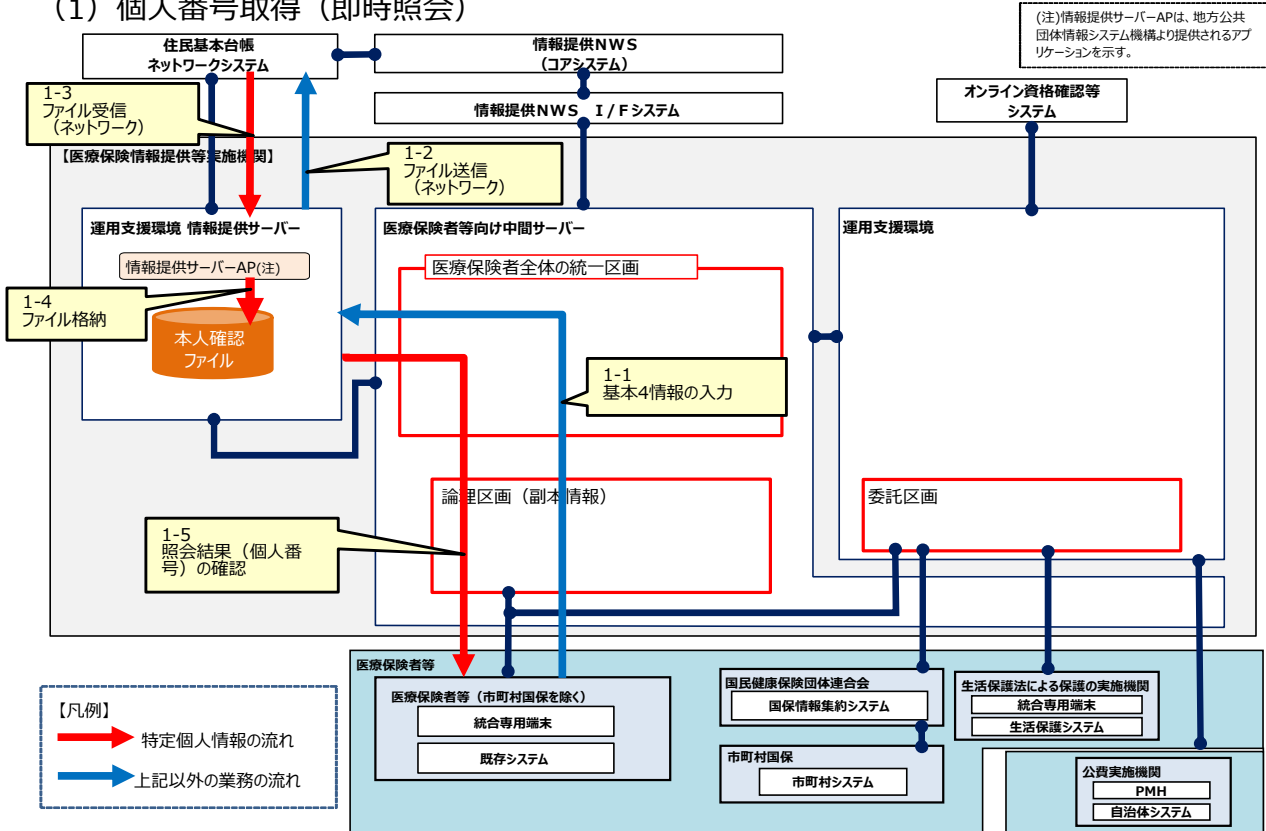 （1）個人番号取得（即時照会）
(注)情報提供サーバーAPは、地方公共
団体情報システム機構より提供されるアプ
リケーションを示す。
住民基本台帳
ネットワークシステム
情報提供NWS
（コアシステム）
情報提供NWS　I／Fシステム
オンライン資格確認等
システム
1-3
ファイル受信
（ネットワーク）
1-2
ファイル送信
（ネットワーク）
【医療保険情報提供等実施機関】
運用支援環境 情報提供サーバー
医療保険者等向け中間サーバー
運用支援環境
情報提供サーバーAP(注)
医療保険者全体の統一区画
1-4
ファイル格納
本人確認
ファイル
1-1
基本4情報の入力
論理区画（副本情報）
委託区画
1-5
照会結果（個人番
号）の確認
医療保険者等
医療保険者等（市町村国保を除く）
統合専用端末
既存システム
国民健康保険団体連合会
国保情報集約システム
市町村国保
市町村システム
生活保護法による保護の実施機関
統合専用端末
生活保護システム
公費実施機関
PMH
自治体システム
【凡例】
特定個人情報の流れ
上記以外の業務の流れ